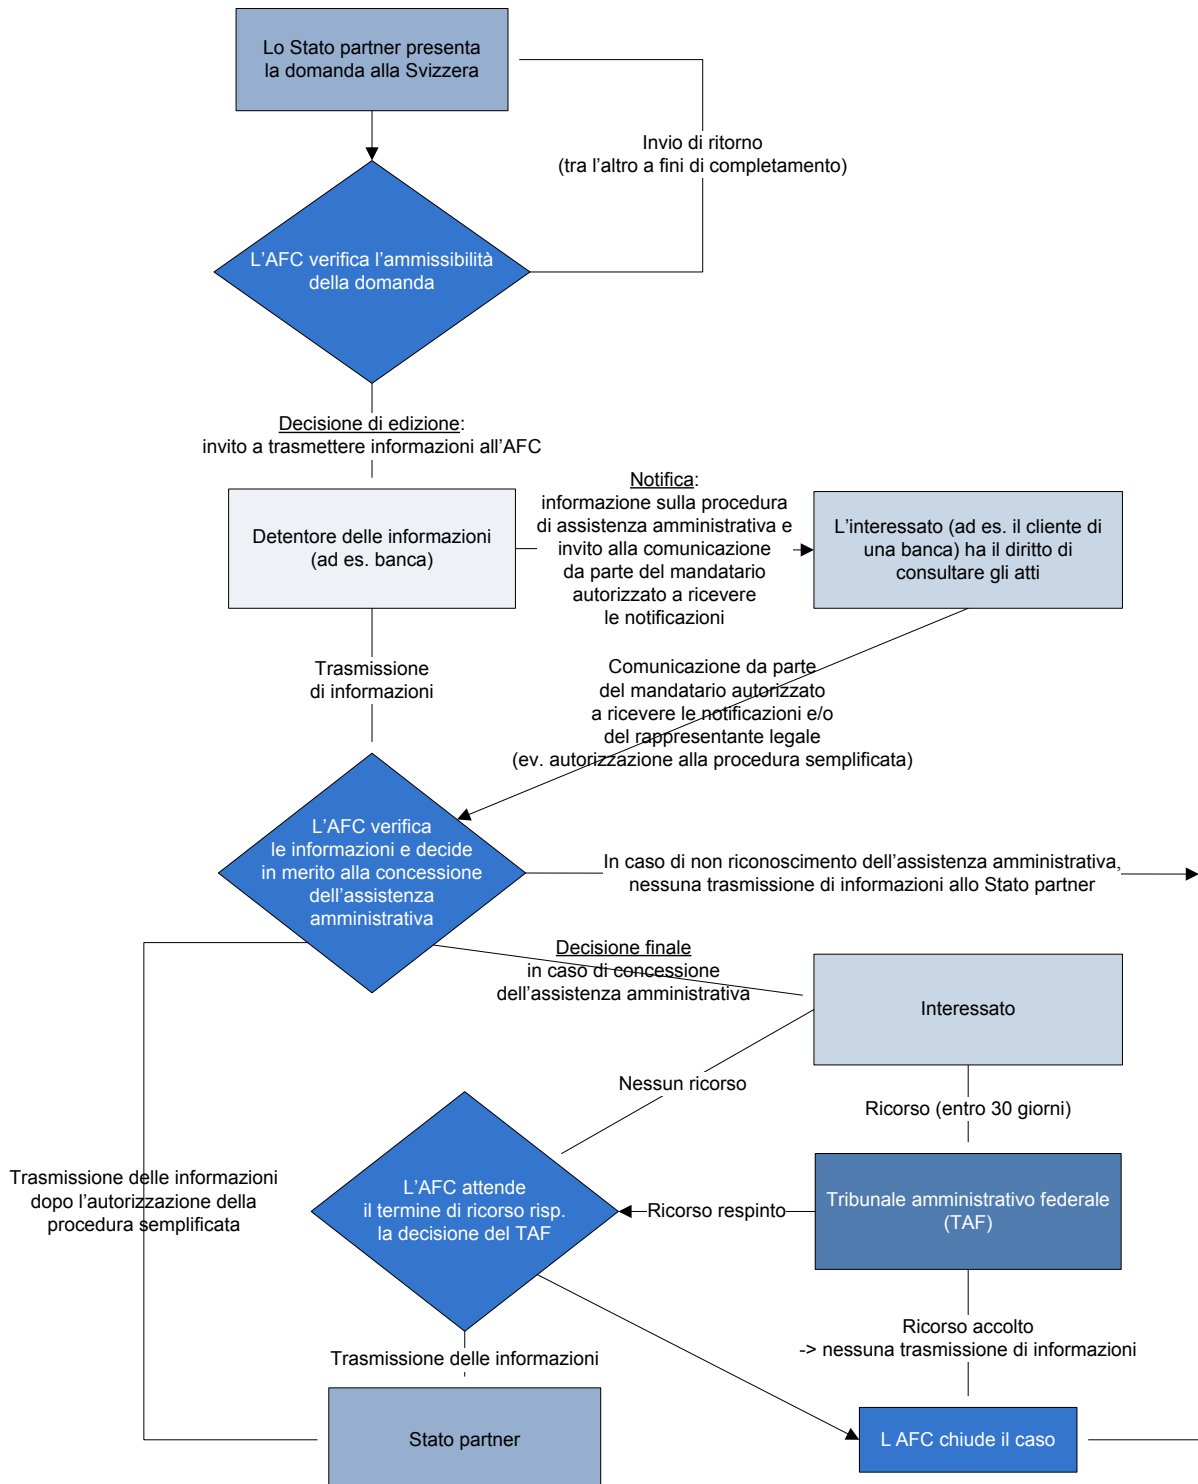 Lo Stato partner presenta
la domanda alla Svizzera
Invio di ritorno
(tra l'altro a fini di completamento)
L'AFC verifica l'ammissibilità
della domanda
Decisione di edizione:
invito a trasmettere informazioni all'AFC
Detentore delle informazioni
(ad es. banca)
Notifica:
informazione sulla procedura
di assistenza amministrativa e
invito alla comunicazione
da parte del mandatario
autorizzato a ricevere
le notificazioni
L'interessato (ad es. il cliente di
una banca) ha il diritto di
consultare gli atti
Trasmissione
di informazioni
Comunicazione da parte
del mandatario autorizzato
a ricevere le notificazioni e/o
del rappresentante legale
(ev. autorizzazione alla procedura semplificata)
L'AFC verifica
le informazioni e decide
in merito alla concessione
dell'assistenza
amministrativa
In caso di non riconoscimento dell'assistenza amministrativa,
nessuna trasmissione di informazioni allo Stato partner
Decisione finale
in caso di concessione
dell'assistenza amministrativa
Interessato
Nessun ricorso
Ricorso (entro 30 giorni)
Trasmissione delle informazioni
dopo l'autorizzazione della
procedura semplificata
L'AFC attende
il termine di ricorso risp.
la decisione del TAF
Ricorso respinto
Tribunale amministrativo federale
(TAF)
Ricorso accolto
-> nessuna trasmissione di informazioni
Trasmissione delle informazioni
Stato partner
L AFC chiude il caso